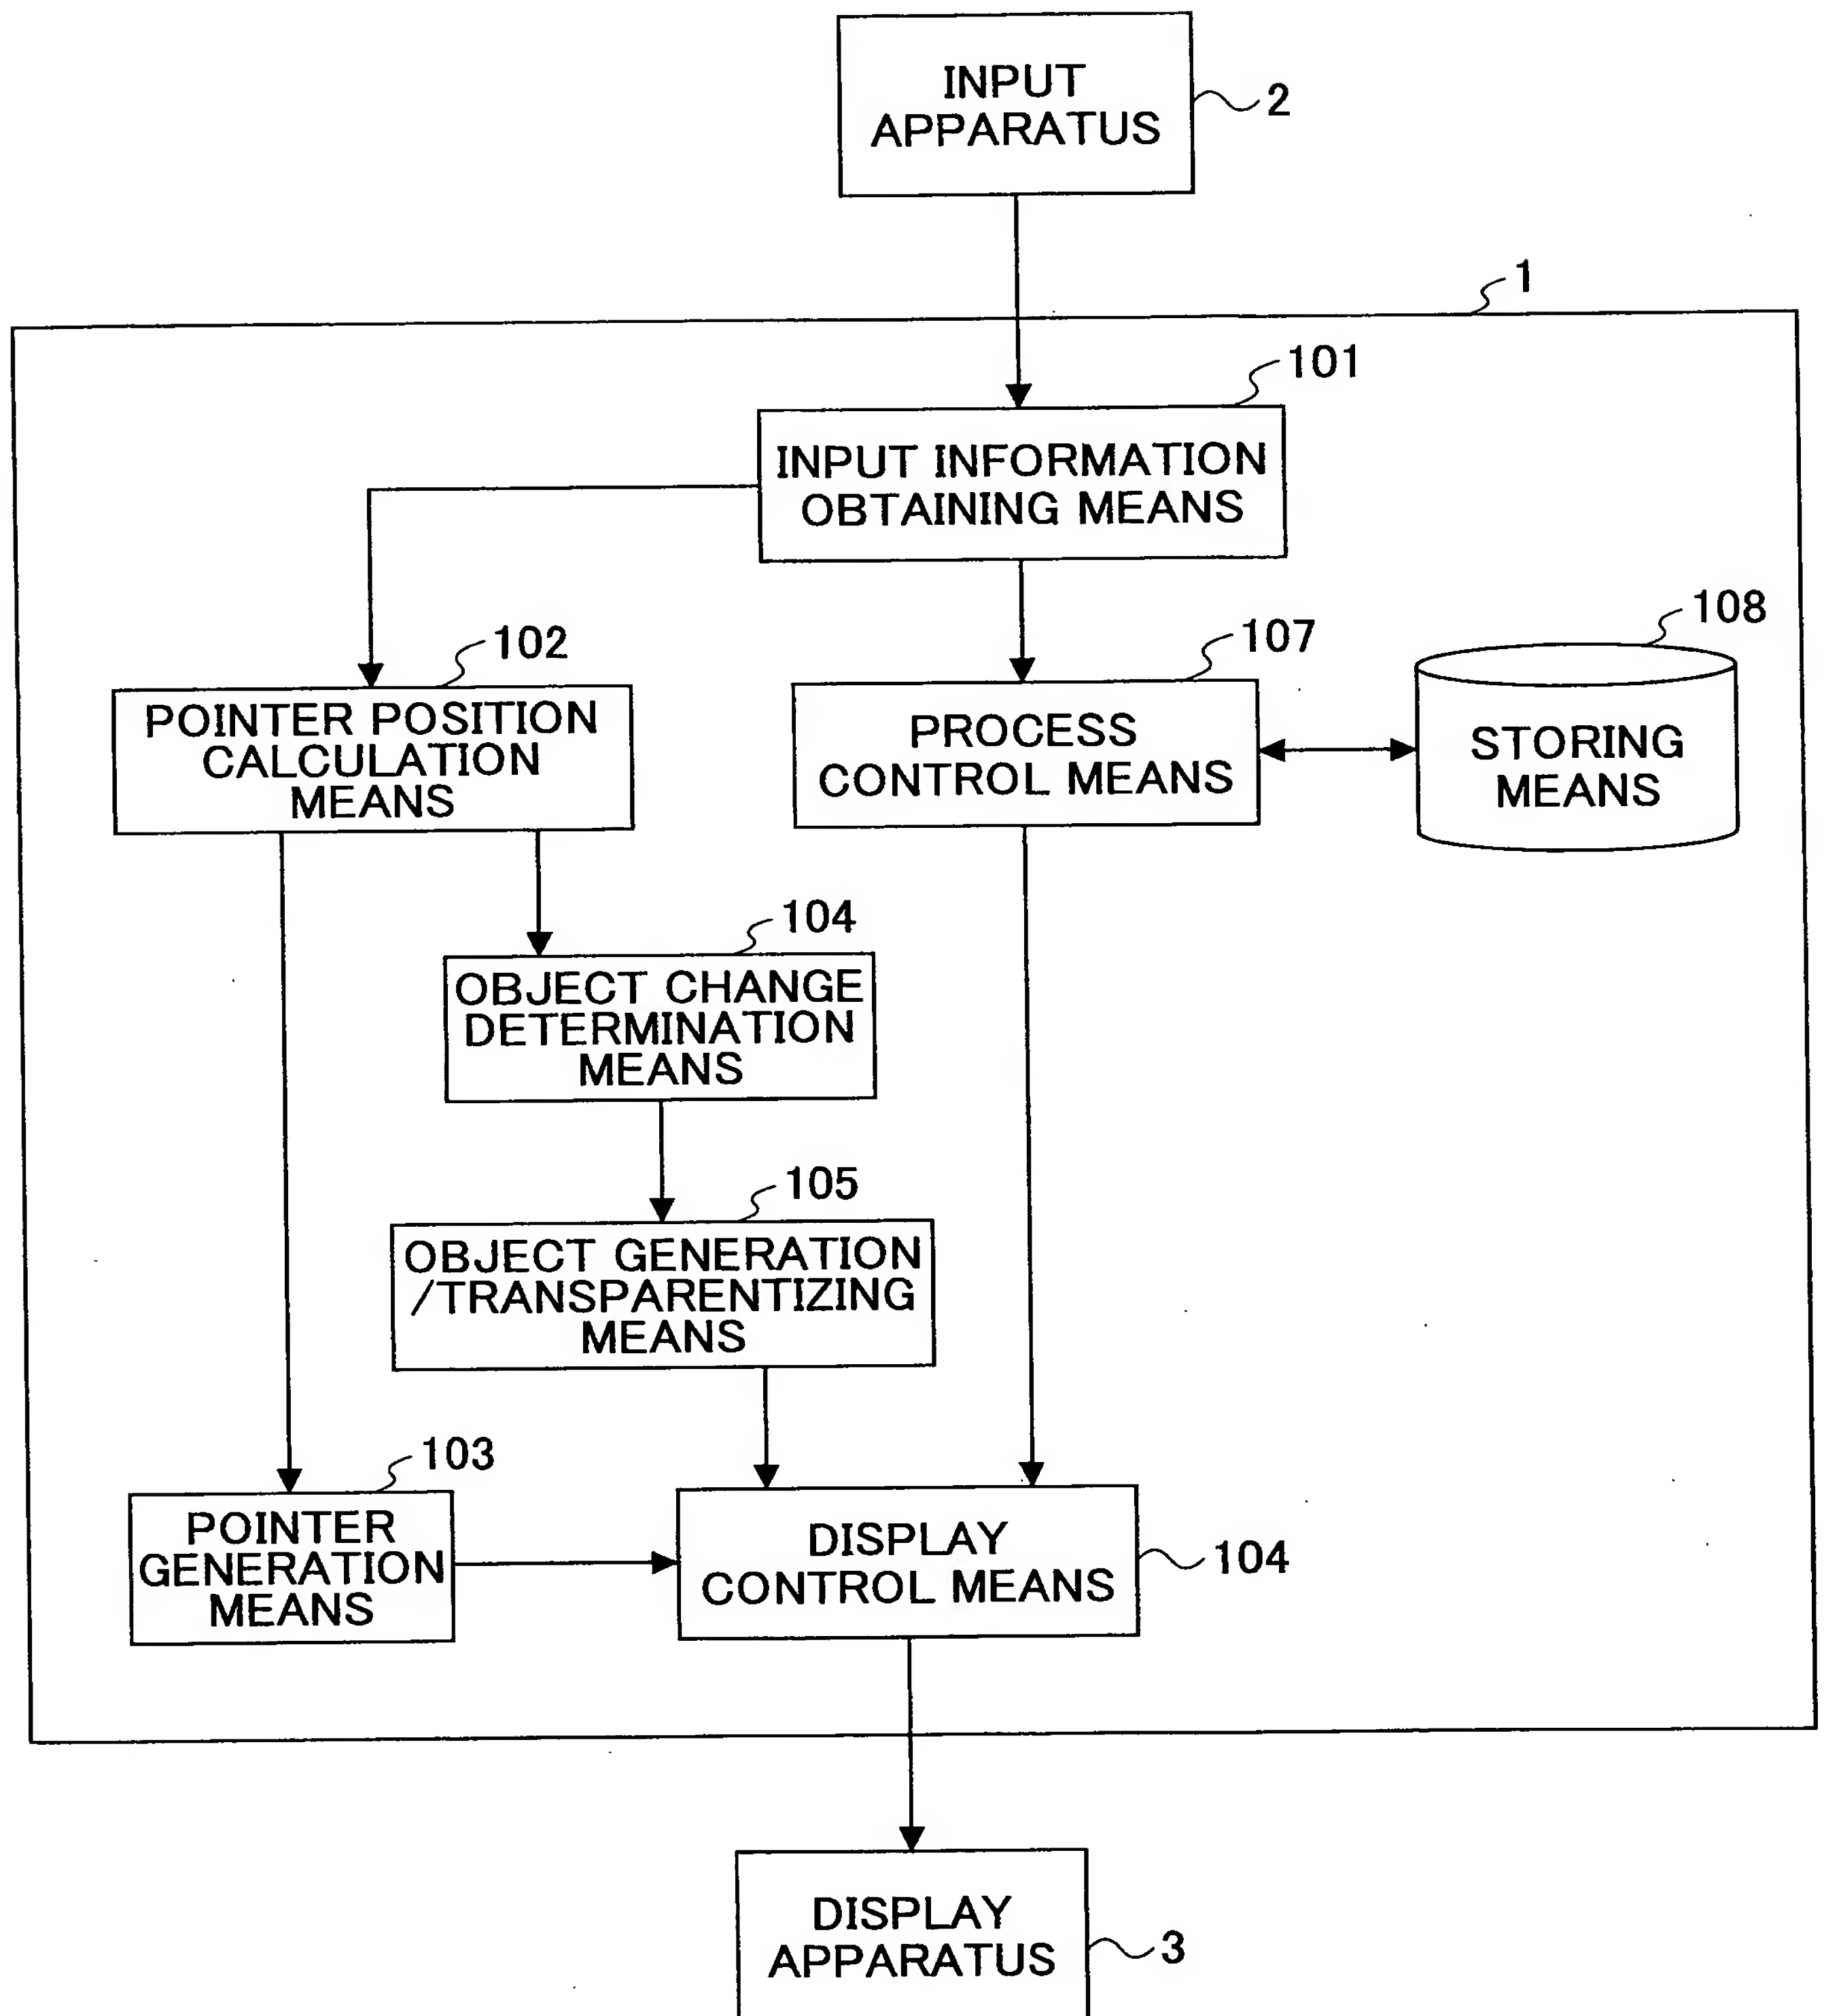 INPUT
APPARATUS
2
1
101
INPUT INFORMATION
OBTAINING MEANS
102
POINTER POSITION
CALCULATION
MEANS
107
PROCESS
CONTROL MEANS
108
STORING
MEANS
104
OBJECT CHANGE
DETERMINATION
MEANS
105
OBJECT GENERATION
/TRANSPARENTIZING
MEANS
103
POINTER
GENERATION
MEANS
DISPLAY
CONTROL MEANS
104
DISPLAY
APPARATUS
3